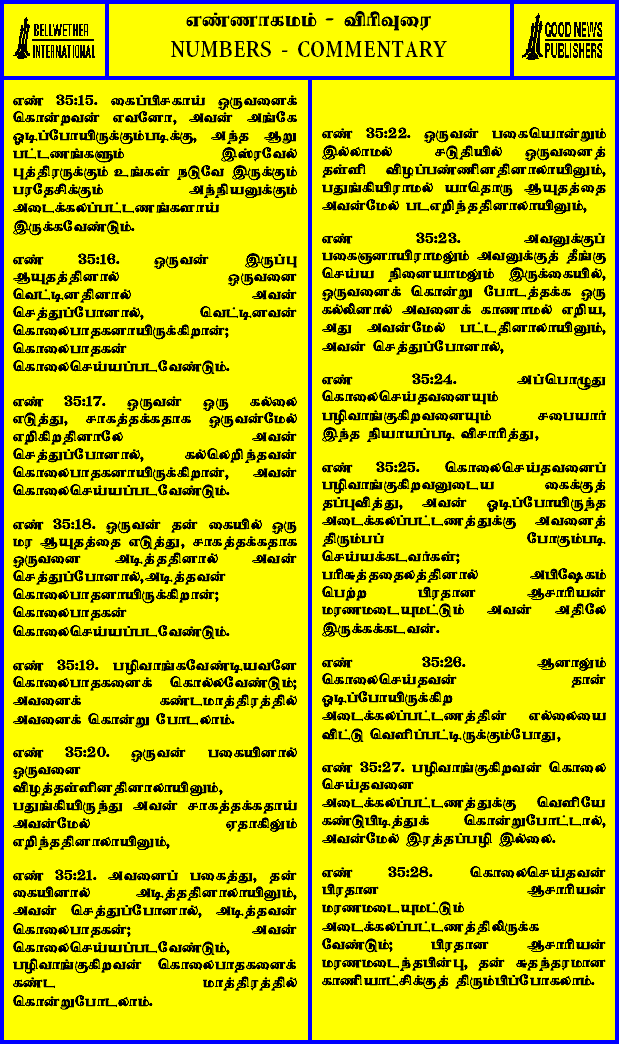 BELLWETHER
INTERNATIONAL
எண்ணாகமம் - விரிவுரை
NUMBERS - COMMENTARY
GOOD NEWS
PUBLISHERS
எண் 35:15. கைப்பிசகாய் ஒருவனைக்
கொன்றவன் எவனோ, அவன் அங்கே
ஓடிப்போயிருக்கும்படிக்கு, அந்த ஆறு
பட்டணங்களும் இஸ்ரவேல்
புத்திரருக்கும் உங்கள் நடுவே இருக்கும்
பரதேசிக்கும் அந்நியனுக்கும்
அடைக்கலப்பட்டணங்களாய்
இருக்கவேண்டும்.
எண் 35:16. ஒருவன் இருப்பு
ஆயுதத்தினால் ஒருவனை
வெட்டினதினால் அவன்
செத்துப்போனால், வெட்டினவன்
கொலைபாதகனாயிருக்கிறான்;
கொலைபாதகன்
கொலைசெய்யப்படவேண்டும்.
எண் 35:17. ஒருவன் ஒரு கல்லை
எடுத்து, சாகத்தக்கதாக ஒருவன்மேல்
எறிகிறதினாலே அவன்
செத்துப்போனால், கல்லெறிந்தவன்
கொலைபாதகனாயிருக்கிறான், அவன்
கொலைசெய்யப்படவேண்டும்.
எண் 35:18. ஒருவன் தன் கையில் ஒரு
மர ஆயுதத்தை எடுத்து, சாகத்தக்கதாக
ஒருவனை அடித்ததினால் அவன்
செத்துப்போனால்,அடித்தவன்
கொலைபாதனாயிருக்கிறான்;
கொலைபாதகன்
கொலைசெய்யப்படவேண்டும்.
எண் 35:19. பழிவாங்கவேண்டியவனே
கொலைபாதகனைக் கொல்லவேண்டும்;
அவனைக் கண்டமாத்திரத்தில்
அவனைக் கொன்று போடலாம்.
எண் 35:20. ஒருவன் பகையினால்
ஒருவனை
விழத்தள்ளினதினாலாயினும்,
பதுங்கியிருந்து அவன் சாகத்தக்கதாய்
அவன்மேல் ஏதாகிலும்
எறிந்ததினாலாயினும்,
எண் 35:21. அவனைப் பகைத்து, தன்
கையினால் அடித்ததினாலாயினும்,
அவன் செத்துப்போனால், அடித்தவன்
கொலைபாதகன்; அவன்
கொலைசெய்யப்படவேண்டும்,
பழிவாங்குகிறவன் கொலைபாதகனைக்
கண்ட மாத்திரத்தில்
கொன்றுபோடலாம்.
எண் 35:22. ஒருவன் பகையொன்றும்
இல்லாமல் சடுதியில் ஒருவனைத்
தள்ளி விழப்பண்ணினதினாலாயினும்,
பதுங்கியிராமல் யாதொரு ஆயுதத்தை
அவன்மேல் படஎறிந்ததினாலாயினும்,
எண் 35:23. அவனுக்குப்
பகைஞனாயிராமலும் அவனுக்குத் தீங்கு
செய்ய நினையாமலும் இருக்கையில்,
ஒருவனைக் கொன்று போடத்தக்க ஒரு
கல்லினால் அவனைக் காணாமல் எறிய,
அது அவன்மேல் பட்டதினாலாயினும்,
அவன் செத்துப்போனால்,
எண் 35:24. அப்பொழுது
கொலைசெய்தவனையும்
பழிவாங்குகிறவனையும் சபையார்
இந்த நியாயப்படி விசாரித்து,
எண் 35:25. கொலைசெய்தவனைப்
பழிவாங்குகிறவனுடைய கைக்குத்
தப்புவித்து, அவன் ஓடிப்போயிருந்த
அடைக்கலப்பட்டணத்துக்கு அவனைத்
திரும்பப் போகும்படி
செய்யக்கடவர்கள்;
பரிசுத்ததைலத்தினால் அபிஷேகம்
பெற்ற பிரதான ஆசாரியன்
மரணமடையுமட்டும் அவன் அதிலே
இருக்கக்கடவன்.
எண் 35:26. ஆனாலும்
கொலைசெய்தவன் தான்
ஓடிப்போயிருக்கிற
அடைக்கலப்பட்டணத்தின் எல்லையை
விட்டு வெளிப்பட்டிருக்கும்போது,
எண் 35:27. பழிவாங்குகிறவன் கொலை
செய்தவனை
அடைக்கலப்பட்டணத்துக்கு வெளியே
கண்டுபிடித்துக் கொன்றுபோட்டால்,
அவன்மேல் இரத்தப்பழி இல்லை.
எண் 35:28. கொலைசெய்தவன்
பிரதான ஆசாரியன்
மரணமடையுமட்டும்
அடைக்கலப்பட்டணத்திலிருக்க
வேண்டும்; பிரதான ஆசாரியன்
மரணமடைந்தபின்பு, தன் சுதந்தரமான
காணியாட்சிக்குத் திரும்பிப்போகலாம்.